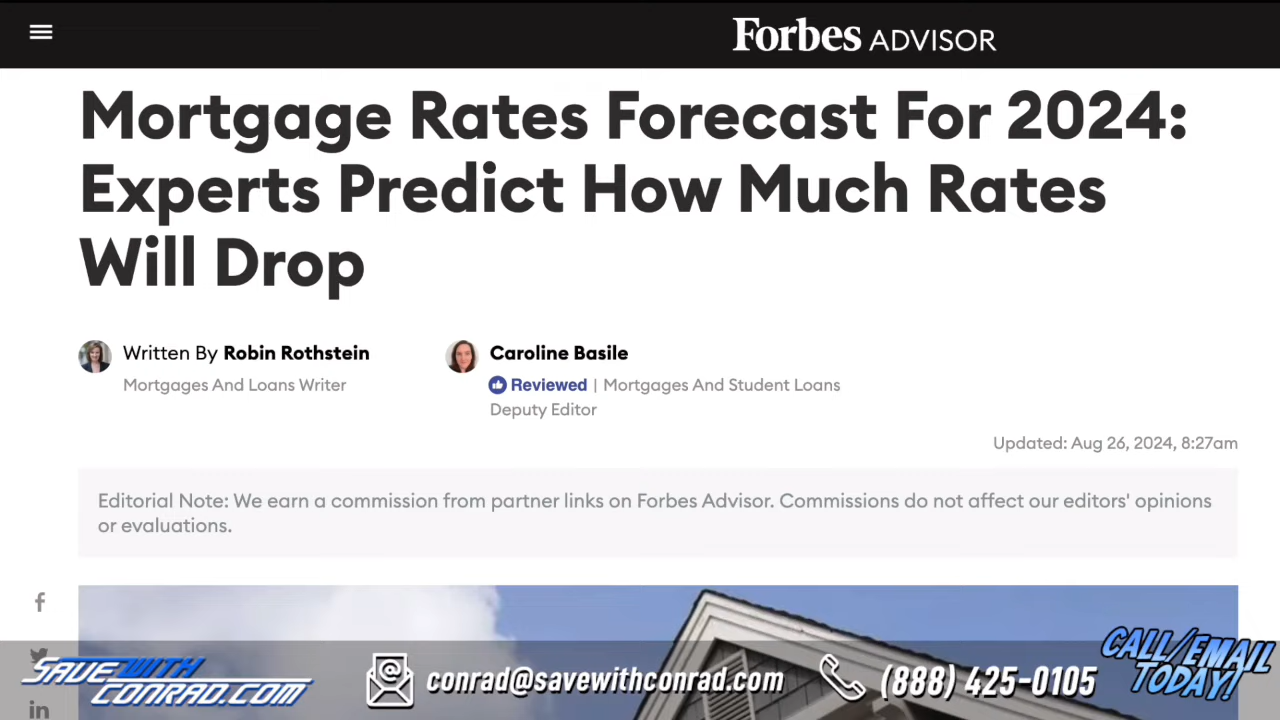 Forbes ADVISOR
Mortgage Rates Forecast For 2024:
Experts Predict How Much Rates
Will Drop
Written By Robin Rothstein
Mortgages And Loans Writer
Caroline Basile
Reviewed | Mortgages And Student Loans
Deputy Editor
Updated: Aug 26, 2024, 8:27am
Editorial Note: We earn a commission from partner links on Forbes Advisor. Commissions do not affect our editors' opinions
or evaluations.
f
in
SAVE WITH
CONRAD.COM
conrad@savewithconrad.com
(888) 425-0105
CALL/EMAIL
TODAY!